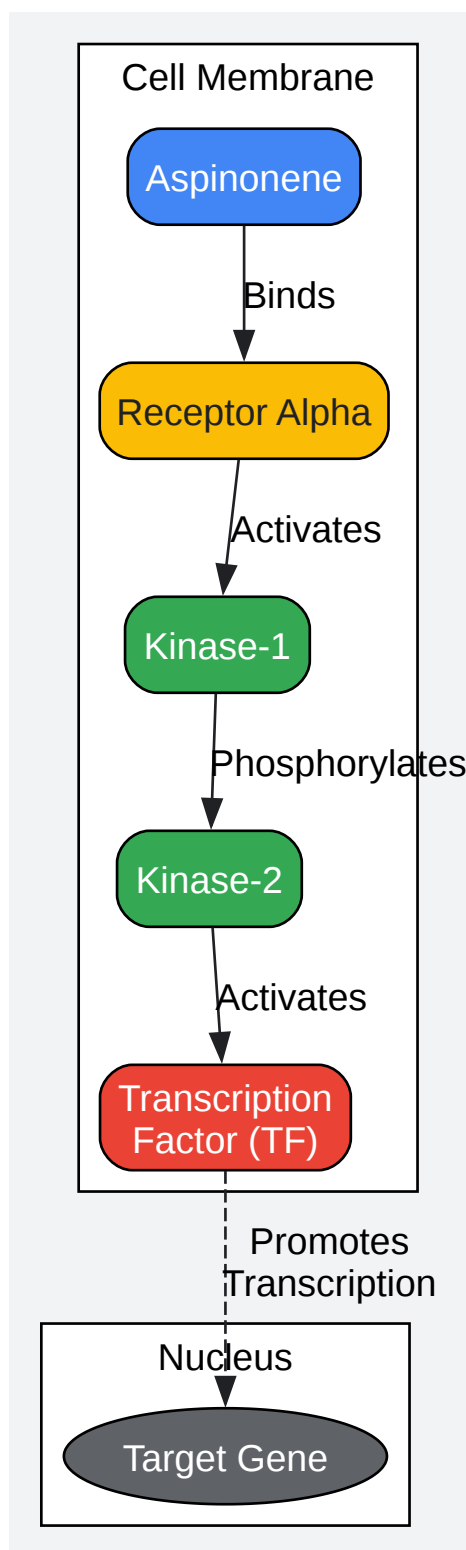 Cell Membrane
Aspinonene
Binds
Receptor Alpha
Activates
Kinase-1
Phosphorylates
Kinase-2
Activates
Transcription
Factor (TF)
Promotes
Transcription
Nucleus
Target Gene